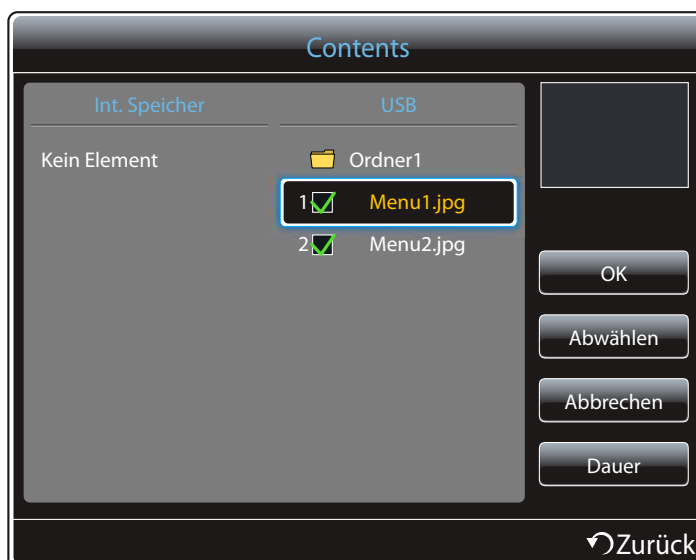 Contents
Int. Speicher
USB
Kein Element
Ordner1
1 Menu1.jpg
2 Menu2.jpg
OK
Abwählen
Abbrechen
Dauer
Zurück